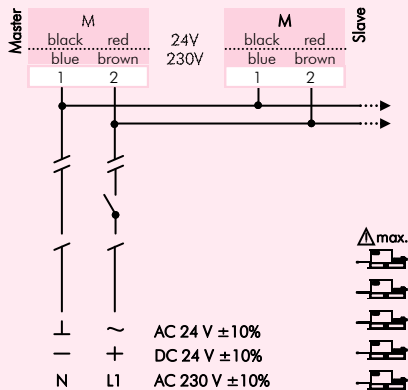 Master
M
black red
blue brown
1 2
24V
230V
M
black red
blue brown
1 2
Slave
max.
⊥ ~ AC 24 V ±10%
− + DC 24 V ±10%
N L1 AC 230 V ±10%